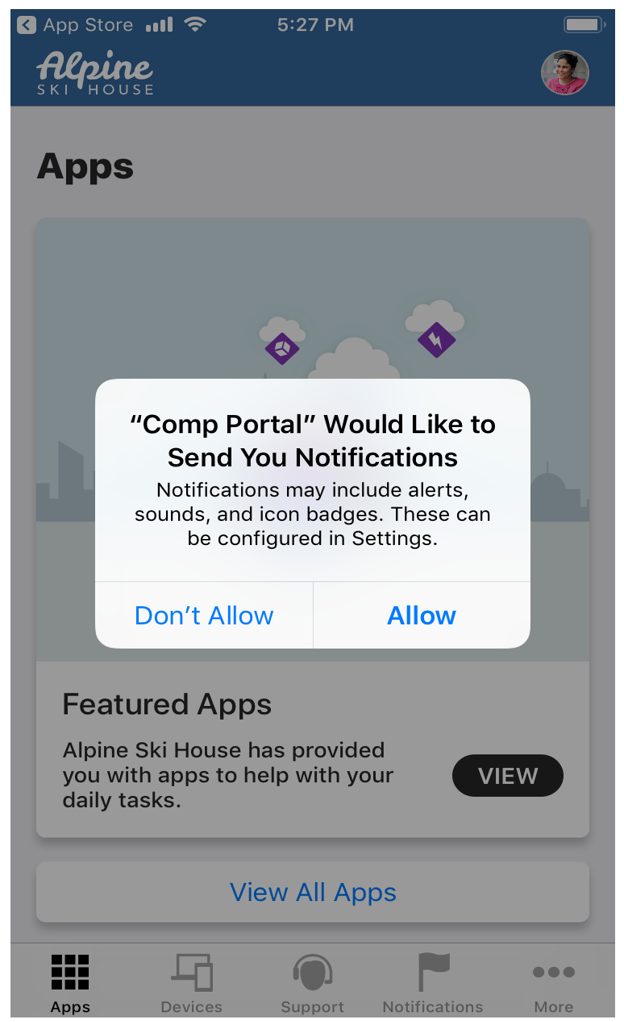 App Store 5:27 PM
Alpine
SKI HOUSE
Apps
“Comp Portal” Would Like to
Send You Notifications
Notifications may include alerts,
sounds, and icon badges. These can
be configured in Settings.
Don’t Allow Allow
Featured Apps
Alpine Ski House has provided
you with apps to help with your
daily tasks.
VIEW
View All Apps
Apps Devices Support Notifications More